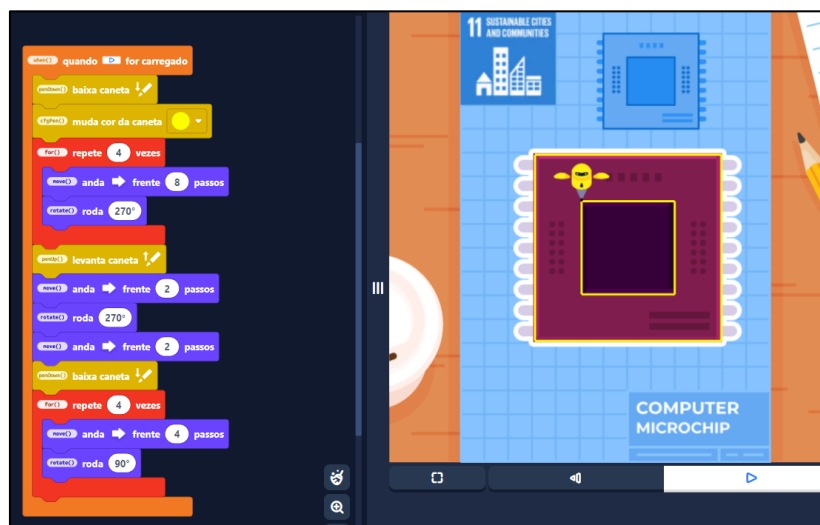 when() quando for carregado
penDown() baixa caneta
cfgPen() muda cor da caneta
for() repete 4 vezes
move() anda frente 8 passos
rotate() roda 270°
penUp() levanta caneta
move() anda frente 2 passos
rotate() roda 270°
move() anda frente 2 passos
penDown() baixa caneta
for() repete 4 vezes
move() anda frente 4 passos
rotate() roda 90°
11 SUSTAINABLE CITIES
AND COMMUNITIES
COMPUTER
MICROCHIP